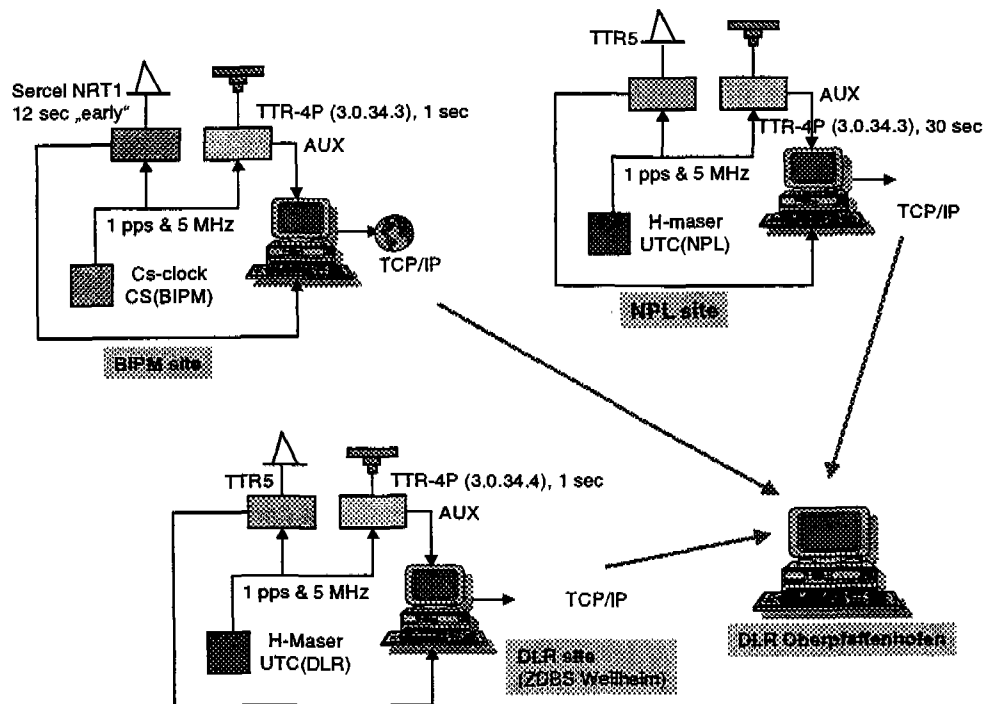 Sercel NRT1
12 sec „early“
TTR-4P (3.0.34.3), 1 sec
AUX
1 pps & 5 MHz
Cs-clock
CS(BIPM)
TCP/IP
BIPM site
TTR5
AUX
TTR-4P (3.0.34.3), 30 sec
1 pps & 5 MHz
H-maser
UTC(NPL)
TCP/IP
NPL site
TTR5
TTR-4P (3.0.34.4), 1 sec
AUX
1 pps & 5 MHz
H-Maser
UTC(DLR)
TCP/IP
DLR site
(ZDBS Weilheim)
DLR Oberpfaffenhofen